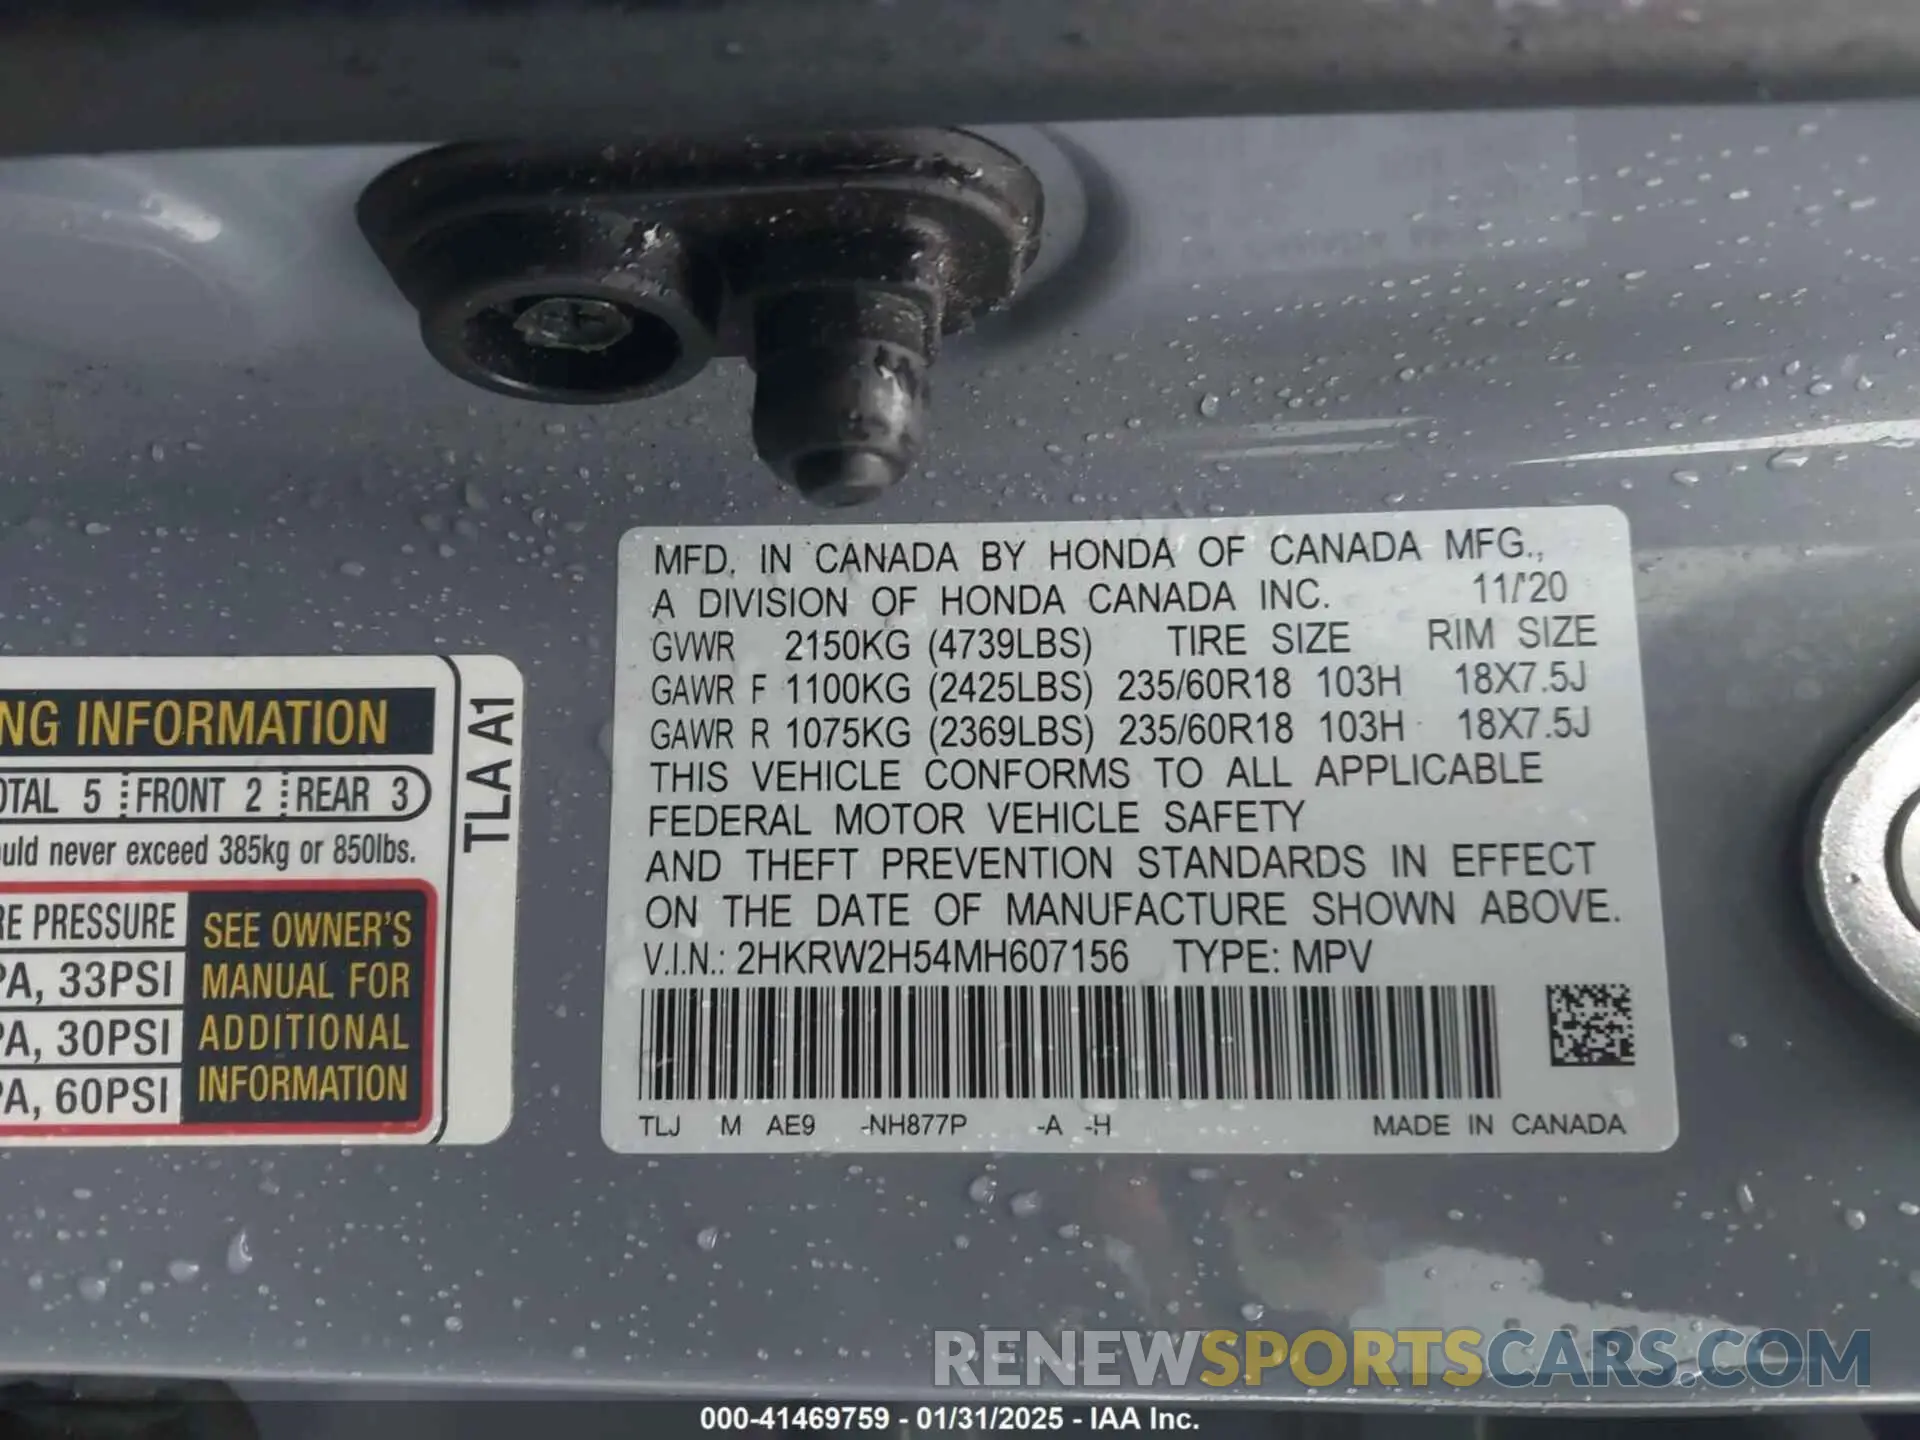 NG INFORMATION
OTAL 5 FRONT 2 REAR 3
uld never exceed 385kg or 850lbs.
RE PRESSURE
PA, 33PSI
PA, 30PSI
PA, 60PSI
SEE OWNER'S
MANUAL FOR
ADDITIONAL
INFORMATION
TLA A1
MFD. IN CANADA BY HONDA OF CANADA MFG.,
A DIVISION OF HONDA CANADA INC. 11/'20
GVWR 2150KG (4739LBS) TIRE SIZE RIM SIZE
GAWR F 1100KG (2425LBS) 235/60R18 103H 18X7.5J
GAWR R 1075KG (2369LBS) 235/60R18 103H 18X7.5J
THIS VEHICLE CONFORMS TO ALL APPLICABLE
FEDERAL MOTOR VEHICLE SAFETY
AND THEFT PREVENTION STANDARDS IN EFFECT
ON THE DATE OF MANUFACTURE SHOWN ABOVE.
V.I.N.: 2HKRW2H54MH607156 TYPE: MPV
TLJ M AE9 -NH877P -A -H MADE IN CANADA
RENEWSPORTSCARS.COM
000-41469759 - 01/31/2025 - IAA Inc.